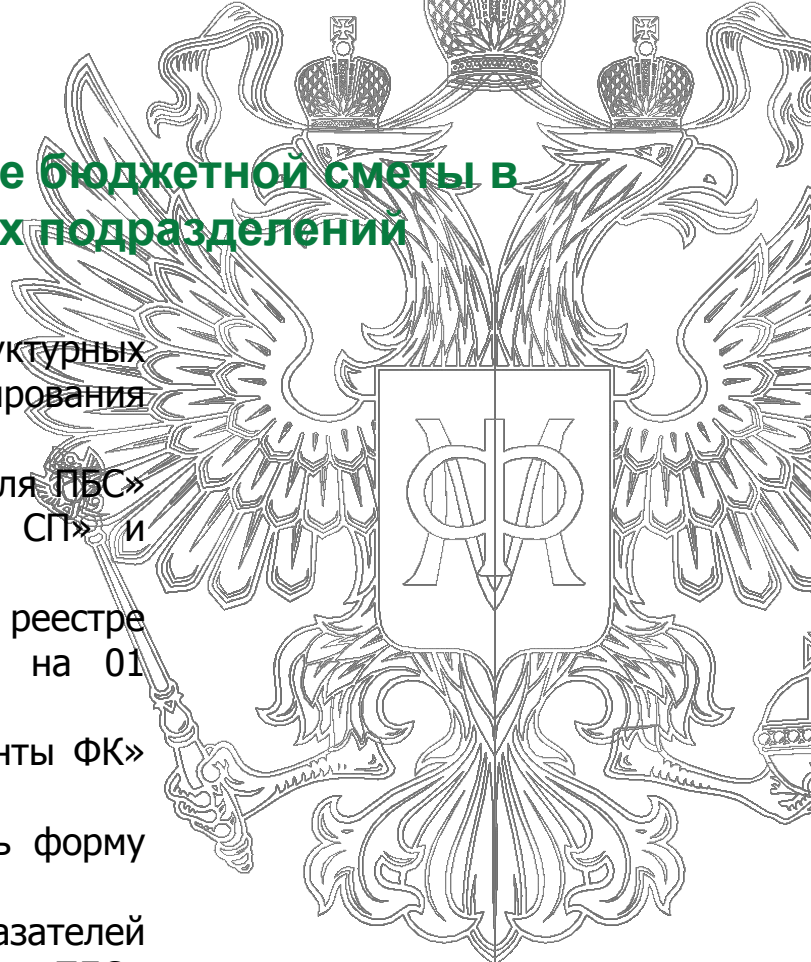 е бюджетной сметы в
х подразделений
уктурных
ирования
ля ПБС»
СП» и
реестре
на 01
нты ФК»
ь форму
азателей